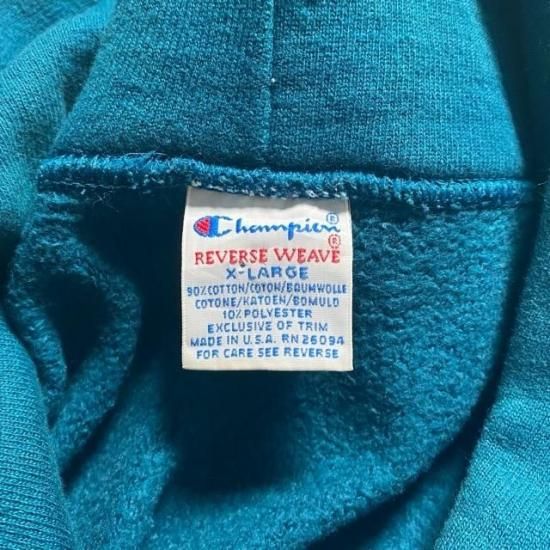 Champion ®
REVERSE WEAVE ®
X-LARGE
90% COTTON/COTON/BAUMWOLLE
COTONE/KATOEN/BOMULD
10% POLYESTER
EXCLUSIVE OF TRIM
MADE IN U.S.A. RN 26094
FOR CARE SEE REVERSE